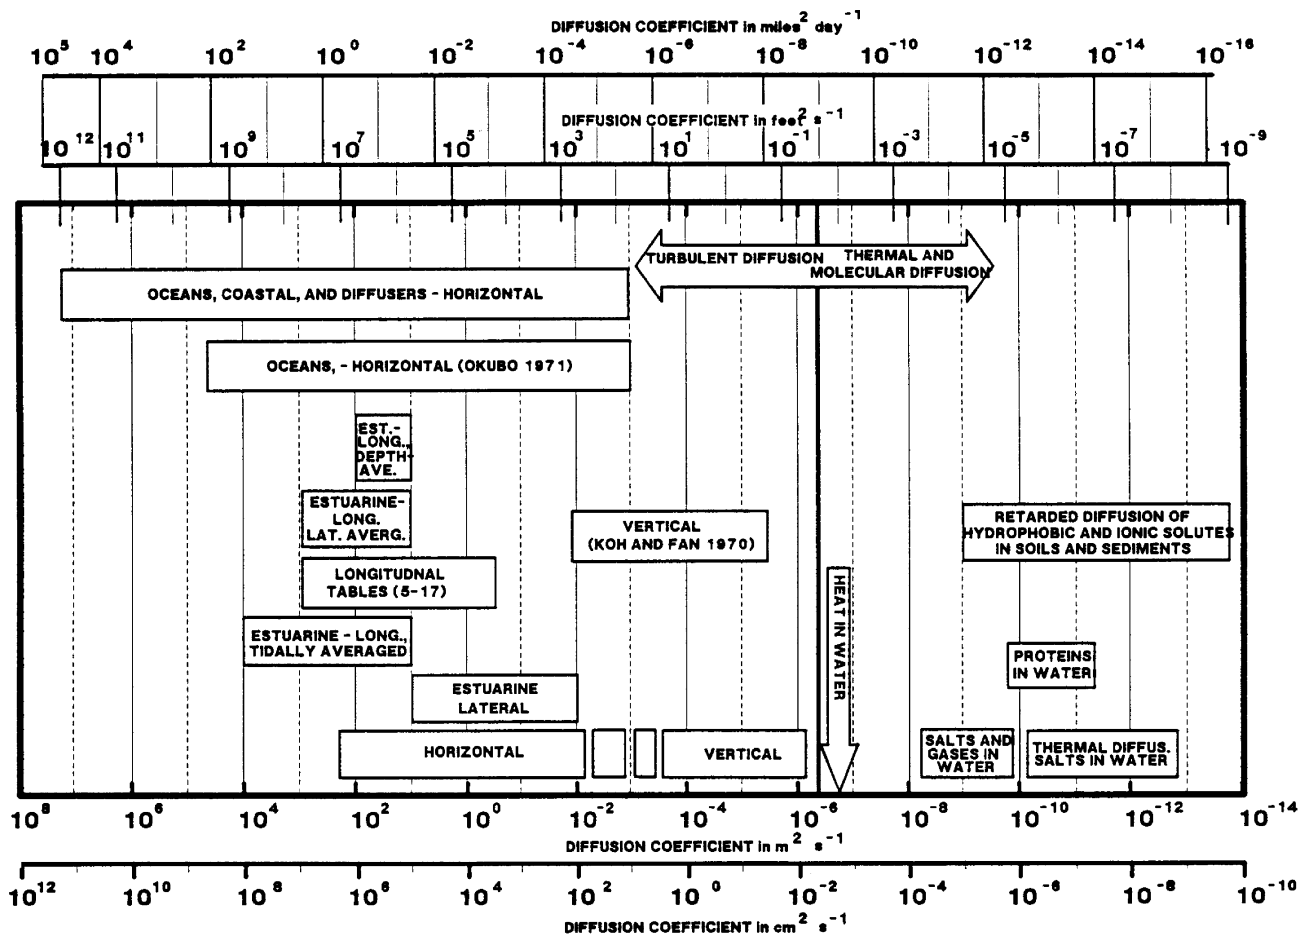 DIFFUSION COEFFICIENT in miles² day⁻¹
10⁵ 10⁴ 10² 10⁰ 10⁻² 10⁻⁴ 10⁻⁶ 10⁻⁸ 10⁻¹⁰ 10⁻¹² 10⁻¹⁴ 10⁻¹⁶
DIFFUSION COEFFICIENT in feet² s⁻¹
10¹² 10¹¹ 10⁹ 10⁷ 10⁵ 10³ 10¹ 10⁻¹ 10⁻³ 10⁻⁵ 10⁻⁷ 10⁻⁹
TURBULENT DIFFUSION
THERMAL AND
MOLECULAR DIFFUSION
OCEANS, COASTAL, AND DIFFUSERS - HORIZONTAL
OCEANS, - HORIZONTAL (OKUBO 1971)
EST.-
LONG.,
DEPTH-
AVE.
ESTUARINE-
LONG.
LAT. AVERG.
VERTICAL
(KOH AND FAN 1970)
RETARDED DIFFUSION OF
HYDROPHOBIC AND IONIC SOLUTES
IN SOILS AND SEDIMENTS
LONGITUDNAL
TABLES (5-17)
HEAT IN WATER
ESTUARINE - LONG.,
TIDALLY AVERAGED
PROTEINS
IN WATER
ESTUARINE
LATERAL
HORIZONTAL
VERTICAL
SALTS AND
GASES IN
WATER
THERMAL DIFFUS.
SALTS IN WATER
10⁸ 10⁶ 10⁴ 10² 10⁰ 10⁻² 10⁻⁴ 10⁻⁶ 10⁻⁸ 10⁻¹⁰ 10⁻¹² 10⁻¹⁴
DIFFUSION COEFFICIENT in m² s⁻¹
10¹² 10¹⁰ 10⁸ 10⁶ 10⁴ 10² 10⁰ 10⁻² 10⁻⁴ 10⁻⁶ 10⁻⁸ 10⁻¹⁰
DIFFUSION COEFFICIENT in cm² s⁻¹